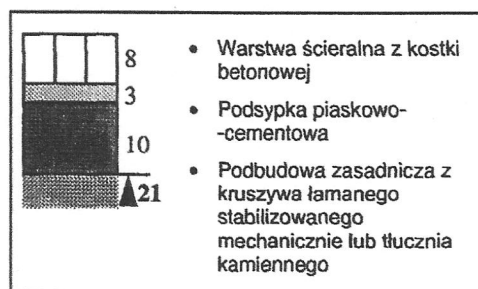 8
3
10
21
• Warstwa ścieralna z kostki
betonowej
• Podsypka piaskowo-
-cementowa
• Podbudowa zasadnicza z
kruszywa łamanego
stabilizowanego
mechanicznie lub tłucznia
kamiennego